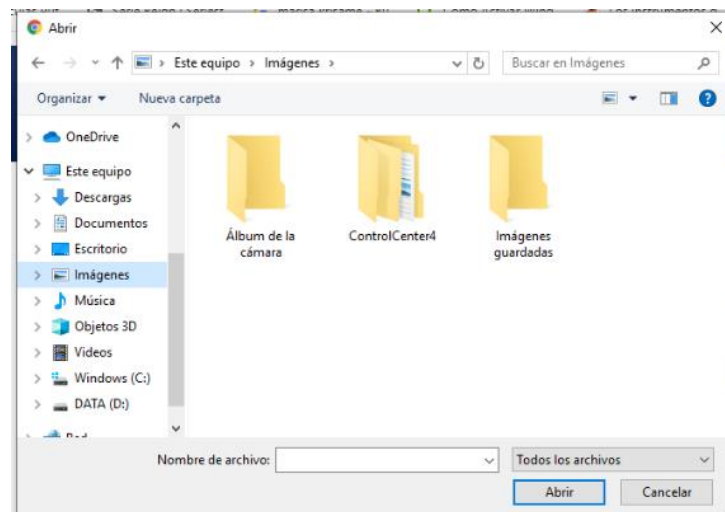 Abrir
Este equipo > Imágenes >
Buscar en Imágenes
Organizar
Nueva carpeta
OneDrive
Este equipo
Descargas
Documentos
Escritorio
Imágenes
Música
Objetos 3D
Videos
Windows (C:)
DATA (D:)
Álbum de la
cámara
ControlCenter4
Imágenes
guardadas
Nombre de archivo:
Todos los archivos
Abrir
Cancelar